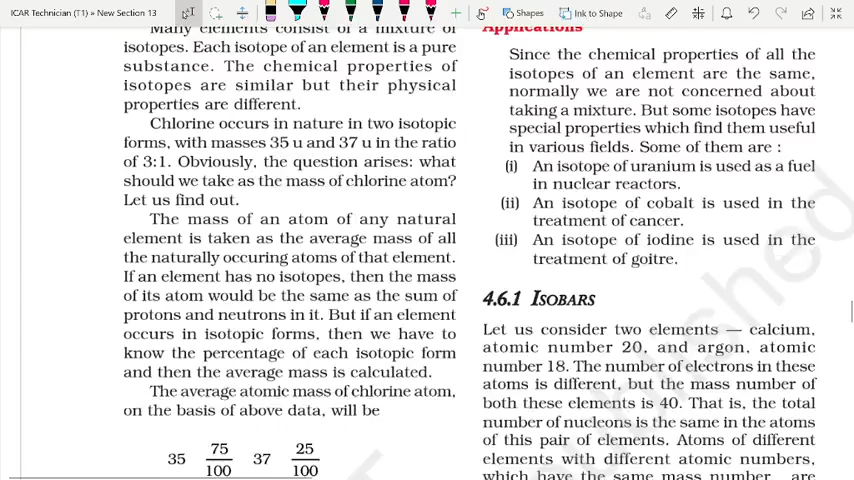 ICAR Technician (T1) » New Section 13
Shapes
Ink to Shape
Many elements consist of a mixture of
isotopes. Each isotope of an element is a pure
substance. The chemical properties of
isotopes are similar but their physical
properties are different.
Chlorine occurs in nature in two isotopic
forms, with masses 35 u and 37 u in the ratio
of 3:1. Obviously, the question arises: what
should we take as the mass of chlorine atom?
Let us find out.
The mass of an atom of any natural
element is taken as the average mass of all
the naturally occuring atoms of that element.
If an element has no isotopes, then the mass
of its atom would be the same as the sum of
protons and neutrons in it. But if an element
occurs in isotopic forms, then we have to
know the percentage of each isotopic form
and then the average mass is calculated.
The average atomic mass of chlorine atom,
on the basis of above data, will be
35 75/100 37 25/100
Applications
Since the chemical properties of all the
isotopes of an element are the same,
normally we are not concerned about
taking a mixture. But some isotopes have
special properties which find them useful
in various fields. Some of them are :
(i) An isotope of uranium is used as a fuel
in nuclear reactors.
(ii) An isotope of cobalt is used in the
treatment of cancer.
(iii) An isotope of iodine is used in the
treatment of goitre.
4.6.1 ISOBARS
Let us consider two elements — calcium,
atomic number 20, and argon, atomic
number 18. The number of electrons in these
atoms is different, but the mass number of
both these elements is 40. That is, the total
number of nucleons is the same in the atoms
of this pair of elements. Atoms of different
elements with different atomic numbers,
which have the same mass number, are